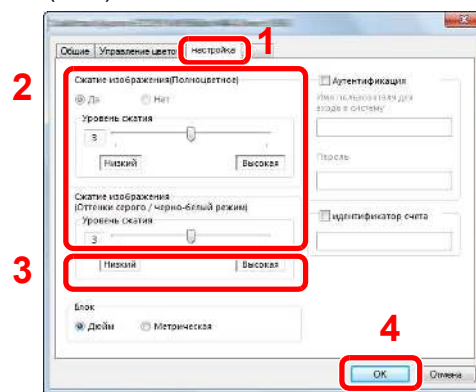 1
Общие Управление цвето настройка
2
Сжатие изображения(Полноцветное)
Да Нет
Уровень сжатия
3
Низкий Высокая
Сжатие изображения
(Оттенки серого / черно-белый режим)
Уровень сжатия
3
3
Низкий Высокая
Блок
Дюйм Метрическая
Аутентификация
Имя пользователя для
входа в систему
Пароль
идентификатор счета
4
OK Отмена